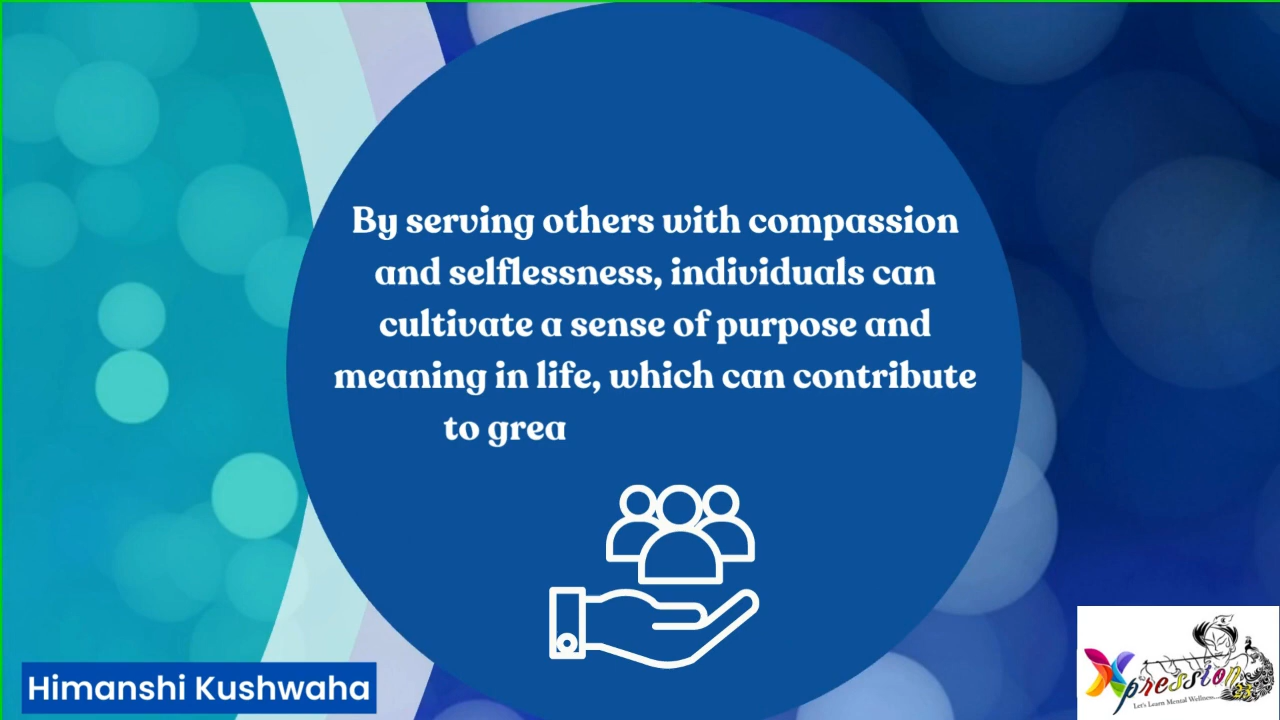 By serving others with compassion
and selflessness, individuals can
cultivate a sense of purpose and
meaning in life, which can contribute
to grea
Himanshi Kushwaha
Xpression
Let's Learn Mental Wellness...